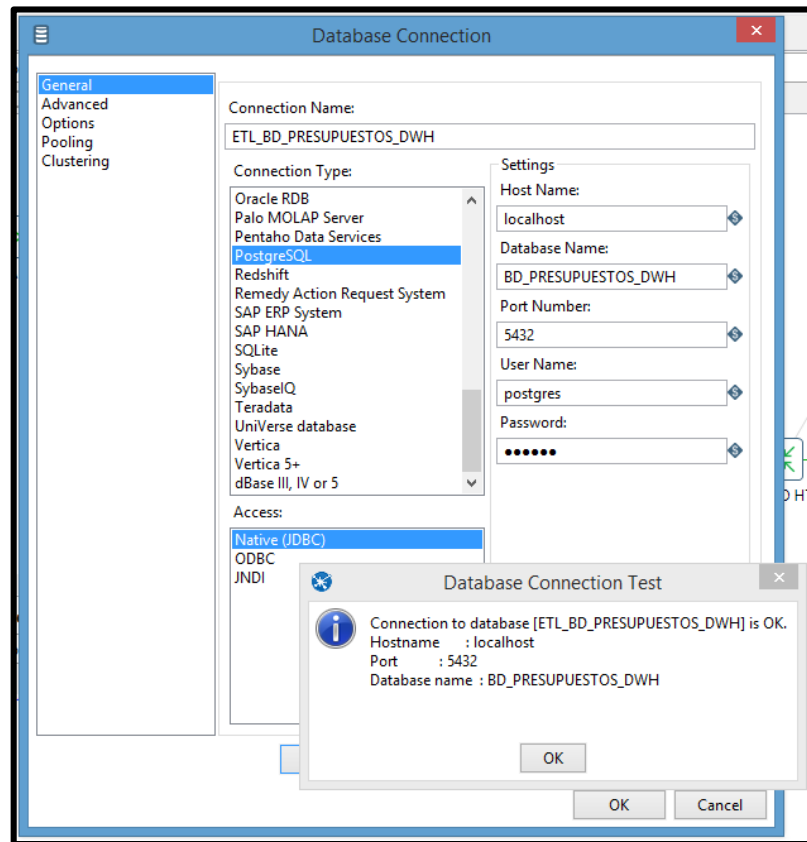 Database Connection
General
Advanced
Options
Pooling
Clustering
Connection Name:
ETL_BD_PRESUPUESTOS_DWH
Connection Type:
Oracle RDB
Palo MOLAP Server
Pentaho Data Services
PostgreSQL
Redshift
Remedy Action Request System
SAP ERP System
SAP HANA
SQLite
Sybase
SybaseIQ
Teradata
UniVerse database
Vertica
Vertica 5+
dBase III, IV or 5
Access:
Native (JDBC)
ODBC
JNDI
Settings
Host Name:
localhost
Database Name:
BD_PRESUPUESTOS_DWH
Port Number:
5432
User Name:
postgres
Password:
●●●●●●
Database Connection Test
Connection to database [ETL_BD_PRESUPUESTOS_DWH] is OK.
Hostname : localhost
Port : 5432
Database name : BD_PRESUPUESTOS_DWH
OK
OK
Cancel